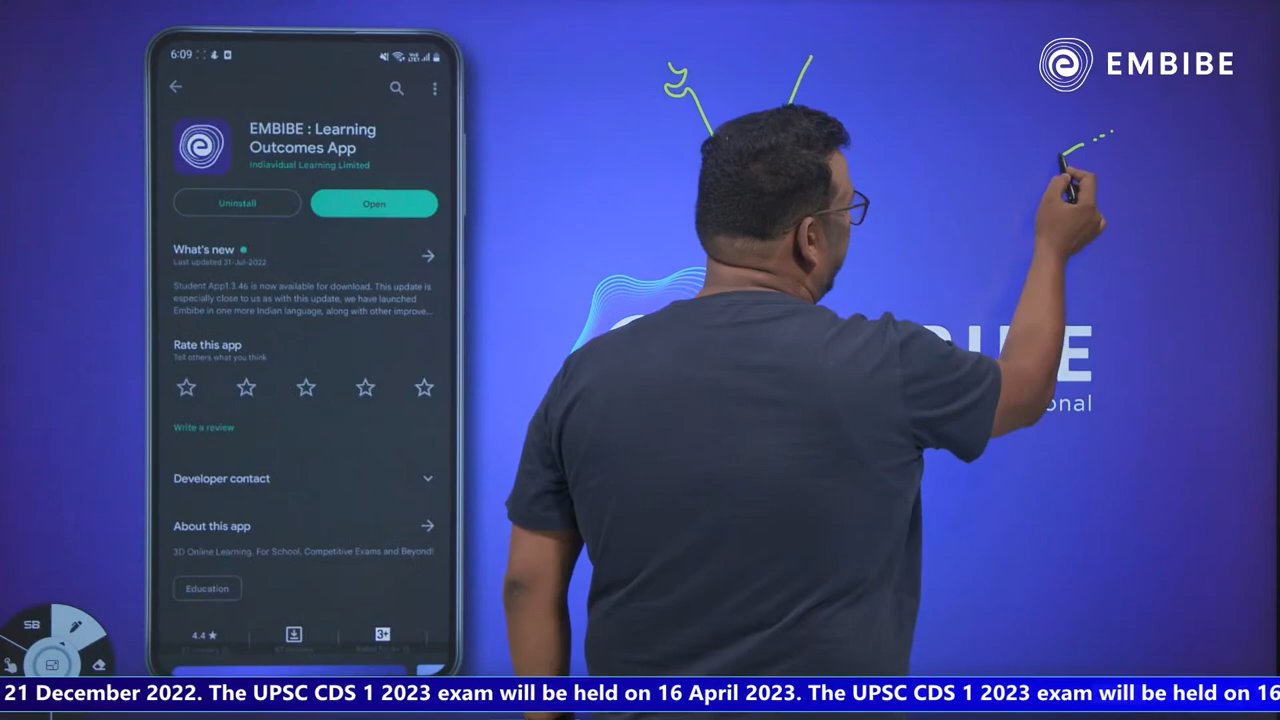 6:09
EMBIBE
EMBIBE : Learning
Outcomes App
Indiavidual Learning Limited
Uninstall
Open
What's new
Last updated 31-Jul-2022
Student App1.3.46 is now available for download. This update is
especially close to us as with this update, we have launched
Embibe in one more Indian language, along with other improve...
Rate this app
Tell others what you think
Write a review
Developer contact
About this app
3D Online Learning. For School, Competitive Exams and Beyond!
Education
4.4 ★
3+
SB
21 December 2022. The UPSC CDS 1 2023 exam will be held on 16 April 2023. The UPSC CDS 1 2023 exam will be held on 16